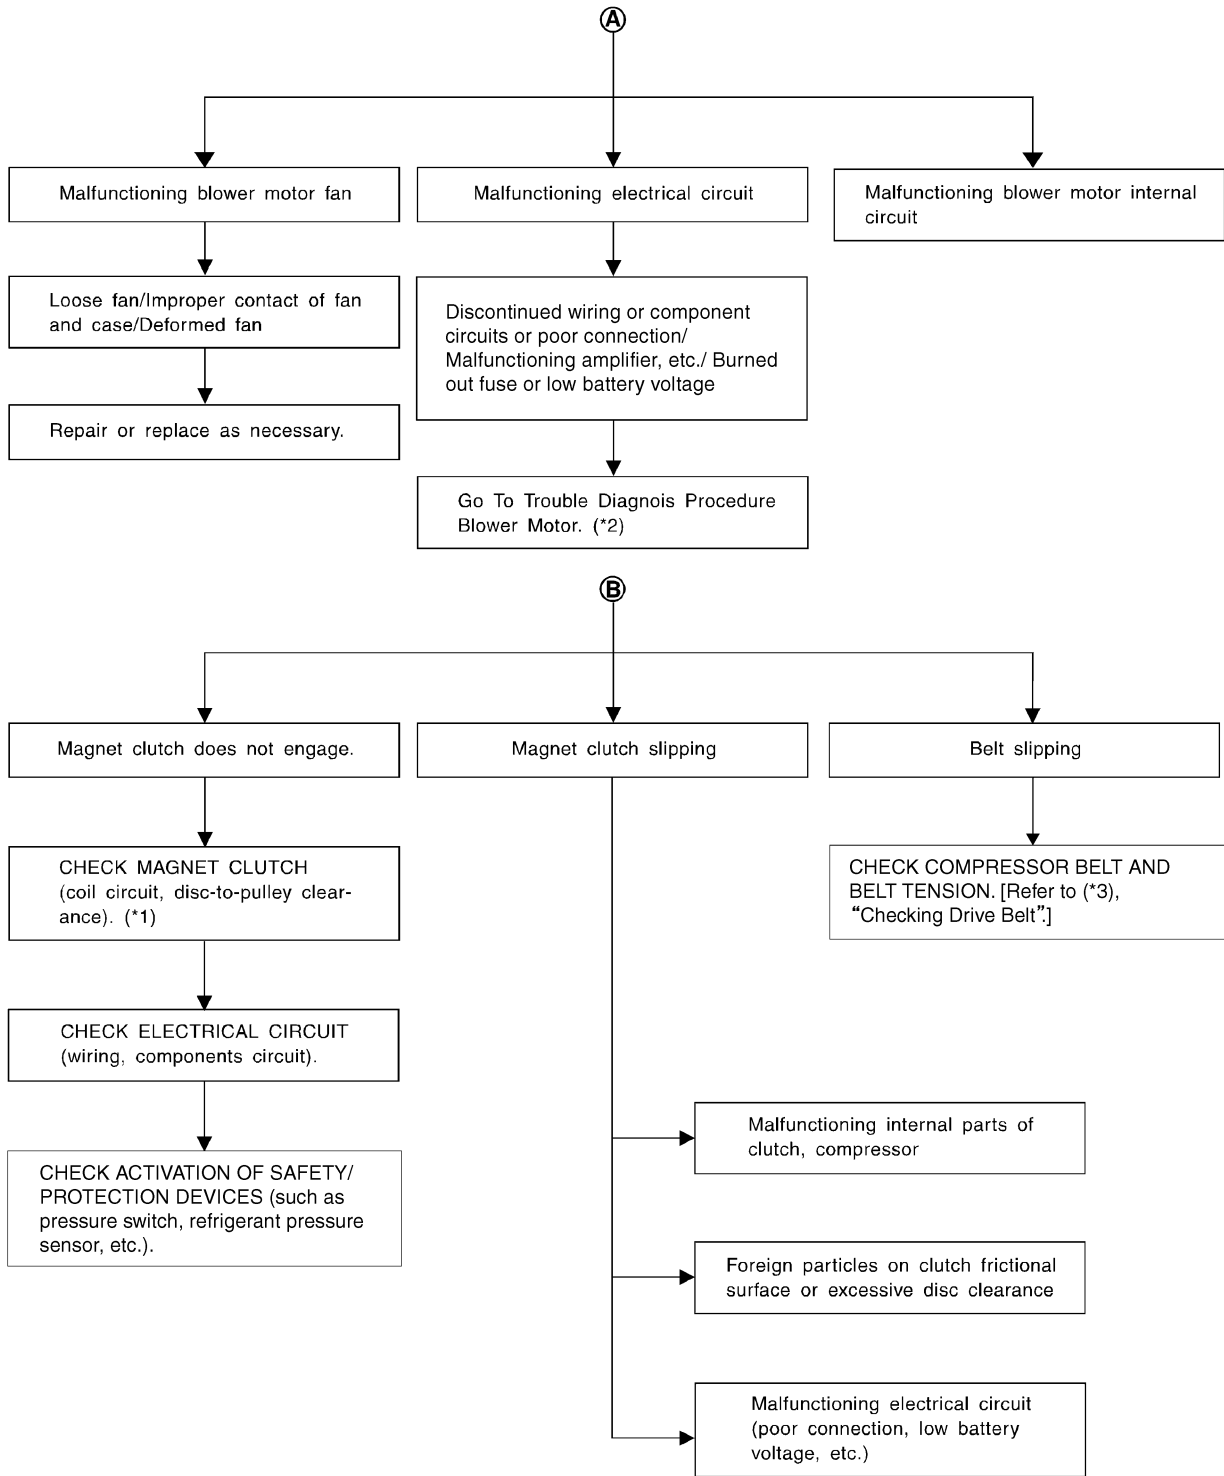 A
Malfunctioning blower motor fan
Malfunctioning electrical circuit
Malfunctioning blower motor internal
circuit
Loose fan/Improper contact of fan
and case/Deformed fan
Discontinued wiring or component
circuits or poor connection/
Malfunctioning amplifier, etc./ Burned
out fuse or low battery voltage
Repair or replace as necessary.
Go To Trouble Diagnois Procedure
Blower Motor. (*2)
B
Magnet clutch does not engage.
Magnet clutch slipping
Belt slipping
CHECK MAGNET CLUTCH
(coil circuit, disc-to-pulley clear-
ance). (*1)
CHECK COMPRESSOR BELT AND
BELT TENSION. [Refer to (*3),
“Checking Drive Belt”.]
CHECK ELECTRICAL CIRCUIT
(wiring, components circuit).
CHECK ACTIVATION OF SAFETY/
PROTECTION DEVICES (such as
pressure switch, refrigerant pressure
sensor, etc.).
Malfunctioning internal parts of
clutch, compressor
Foreign particles on clutch frictional
surface or excessive disc clearance
Malfunctioning electrical circuit
(poor connection, low battery
voltage, etc.)